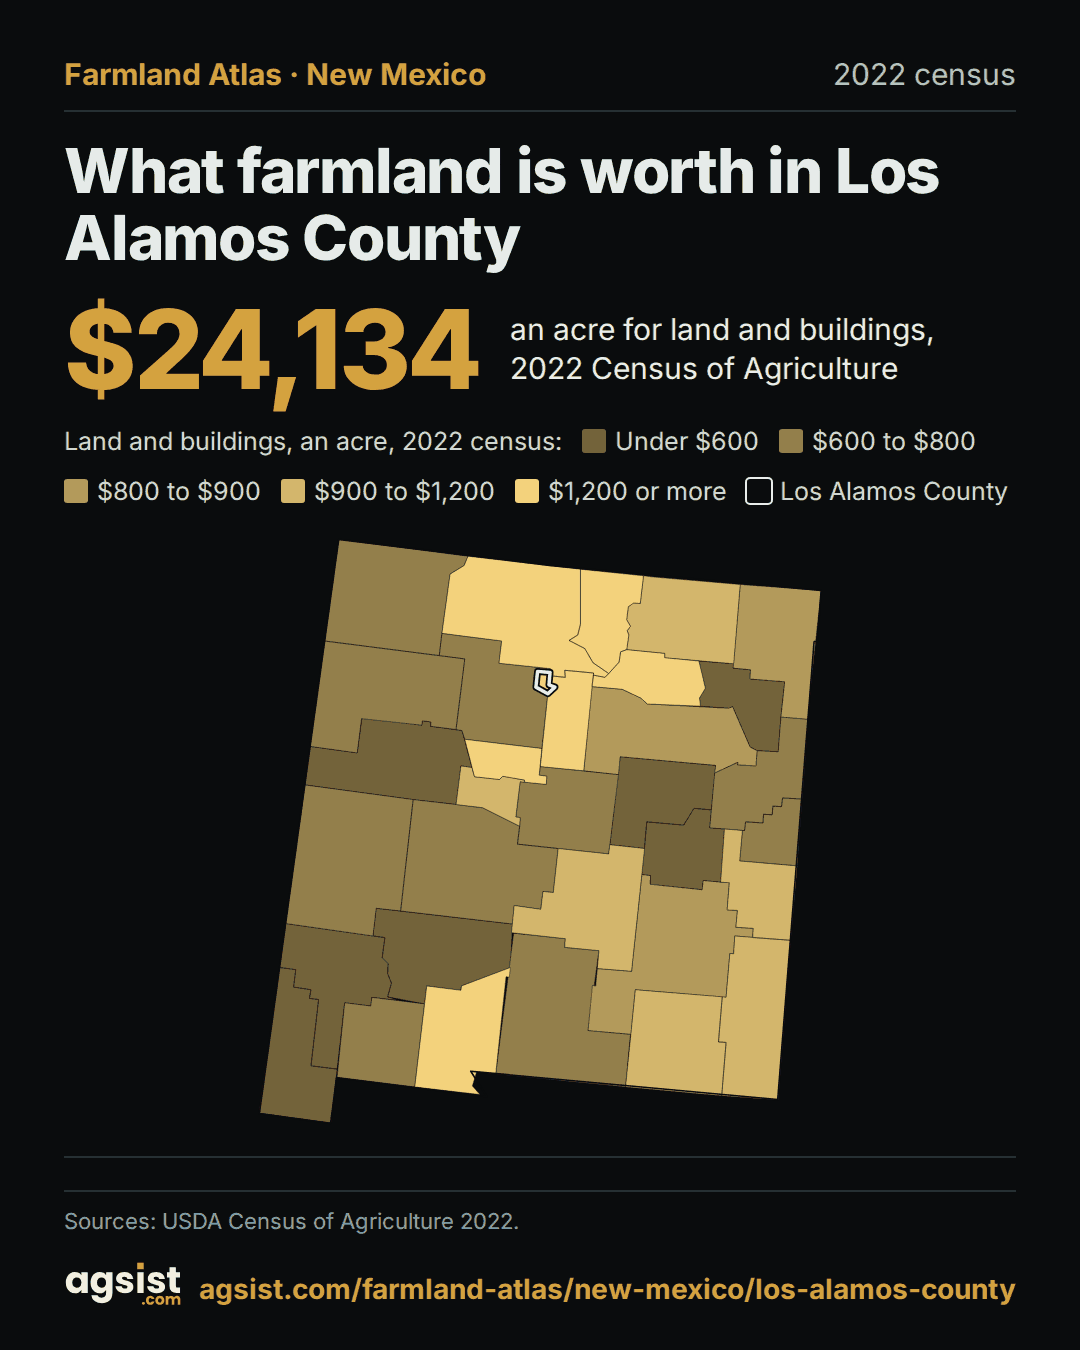 Farmland Atlas · New Mexico
2022 census
What farmland is worth in Los
Alamos County
$24,134
an acre for land and buildings,
2022 Census of Agriculture
Land and buildings, an acre, 2022 census: Under $600 $600 to $800
$800 to $900 $900 to $1,200 $1,200 or more Los Alamos County
Sources: USDA Census of Agriculture 2022.
agsist
.com
agsist.com/farmland-atlas/new-mexico/los-alamos-county